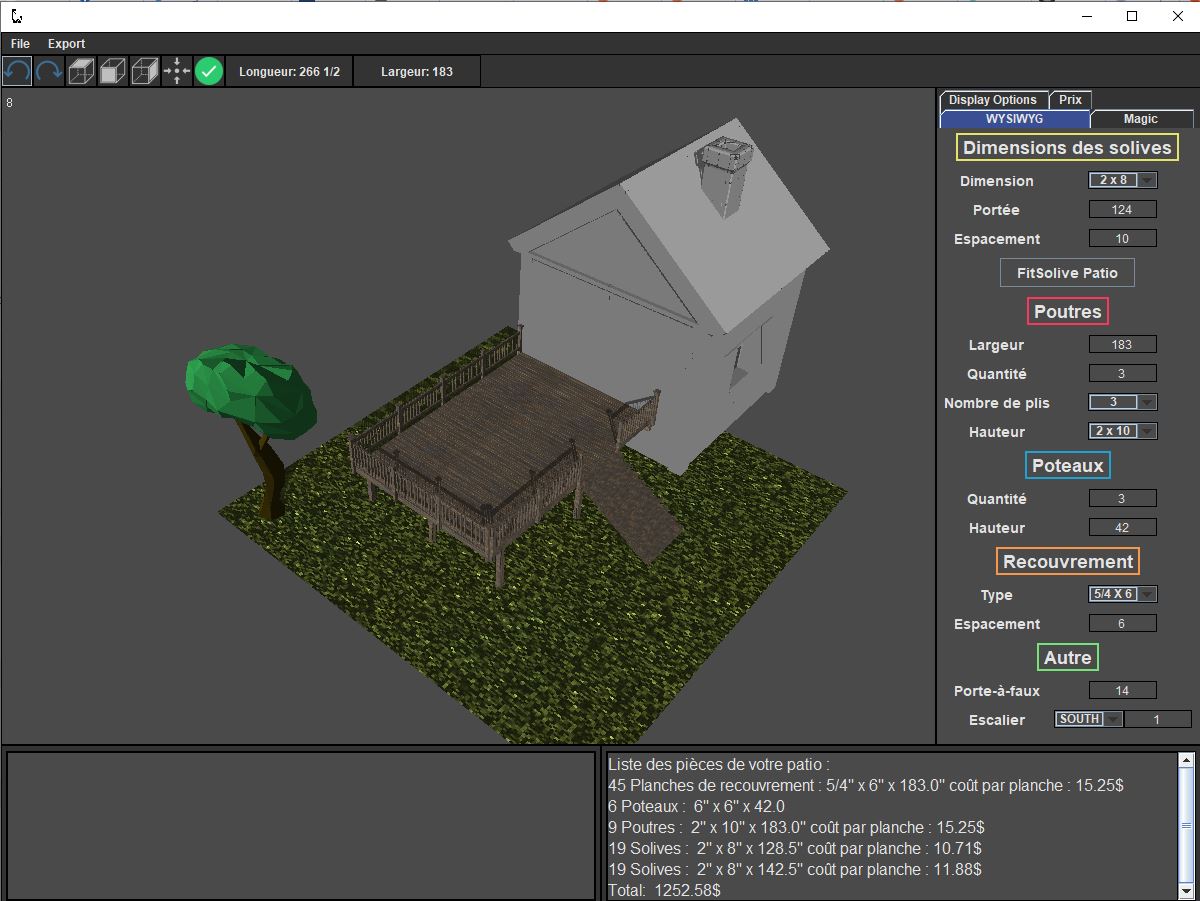 File Export
Longueur: 266 1/2 Largeur: 183
8
Display Options Prix
WYSIWYG Magic
Dimensions des solives
Dimension 2 x 8
Portée 124
Espacement 10
FitSolive Patio
Poutres
Largeur 183
Quantité 3
Nombre de plis 3
Hauteur 2 x 10
Poteaux
Quantité 3
Hauteur 42
Recouvrement
Type 5/4 X 6
Espacement 6
Autre
Porte-à-faux 14
Escalier SOUTH 1
Liste des pièces de votre patio :
45 Planches de recouvrement : 5/4" x 6" x 183.0" coût par planche : 15.25$
6 Poteaux : 6" x 6" x 42.0
9 Poutres : 2" x 10" x 183.0" coût par planche : 15.25$
19 Solives : 2" x 8" x 128.5" coût par planche : 10.71$
19 Solives : 2" x 8" x 142.5" coût par planche : 11.88$
Total: 1252.58$